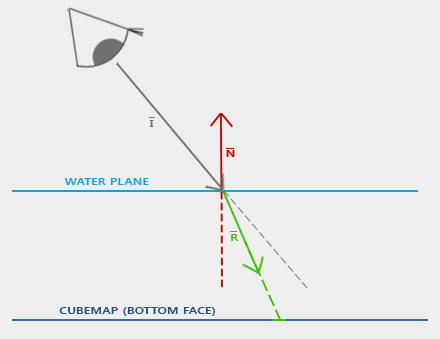 Ī
N̄
WATER PLANE
R̄
CUBEMAP (BOTTOM FACE)